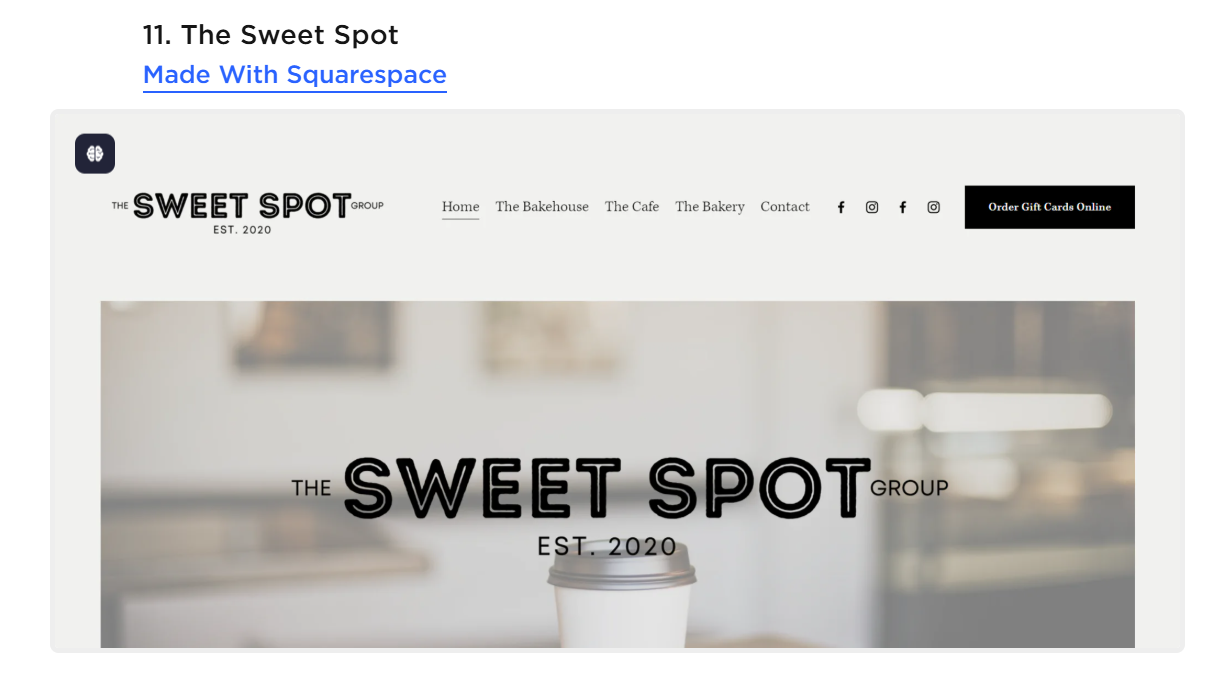 11. The Sweet Spot
Made With Squarespace
THE SWEET SPOT GROUP
EST. 2020
Home The Bakehouse The Cafe The Bakery Contact
Order Gift Cards Online
THE SWEET SPOT GROUP
EST. 2020